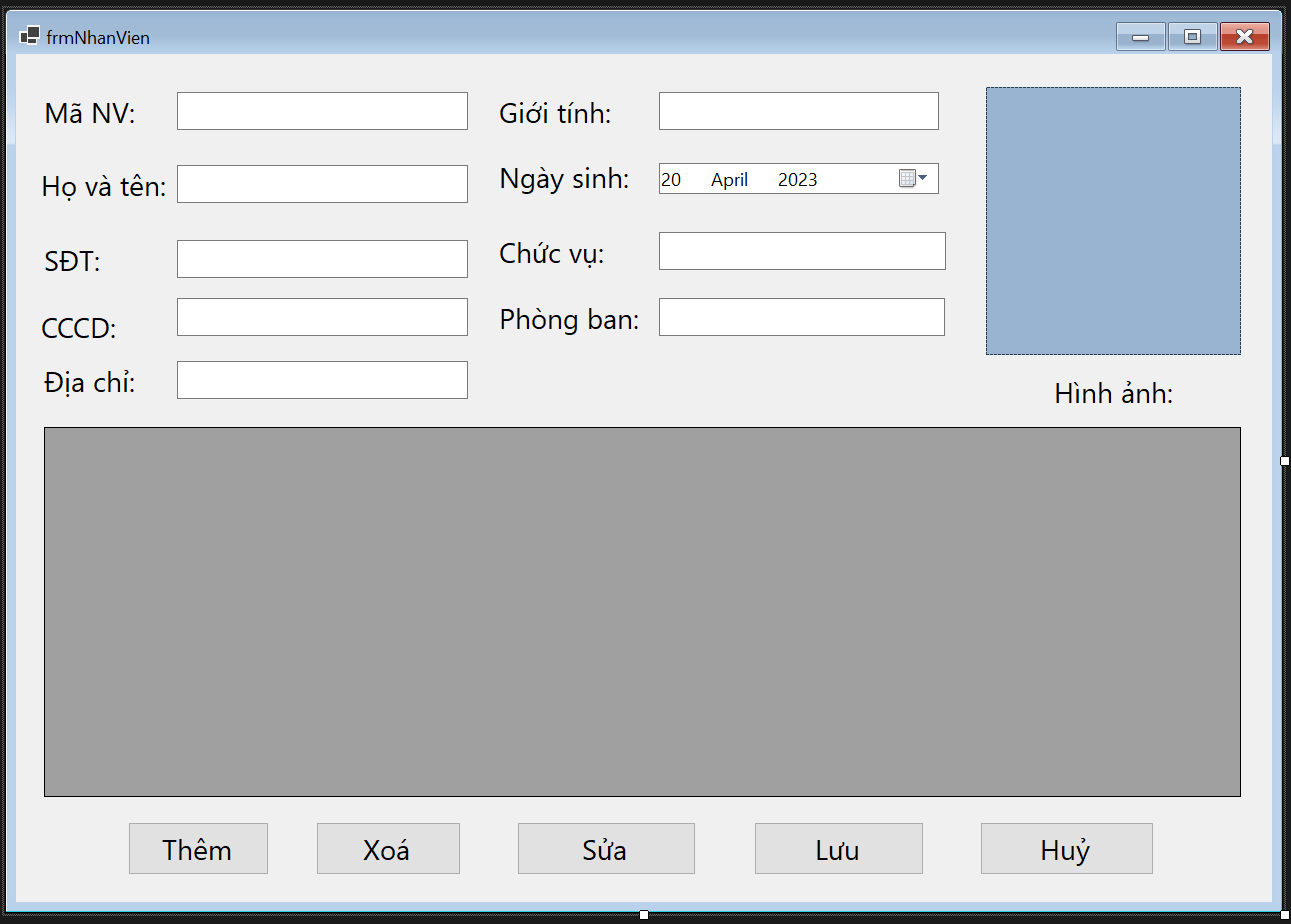 frmNhanVien
Mã NV:
Giới tính:
Họ và tên:
Ngày sinh:
20 April 2023
SĐT:
Chức vụ:
CCCD:
Phòng ban:
Địa chỉ:
Hình ảnh:
Thêm
Xoá
Sửa
Lưu
Huỷ